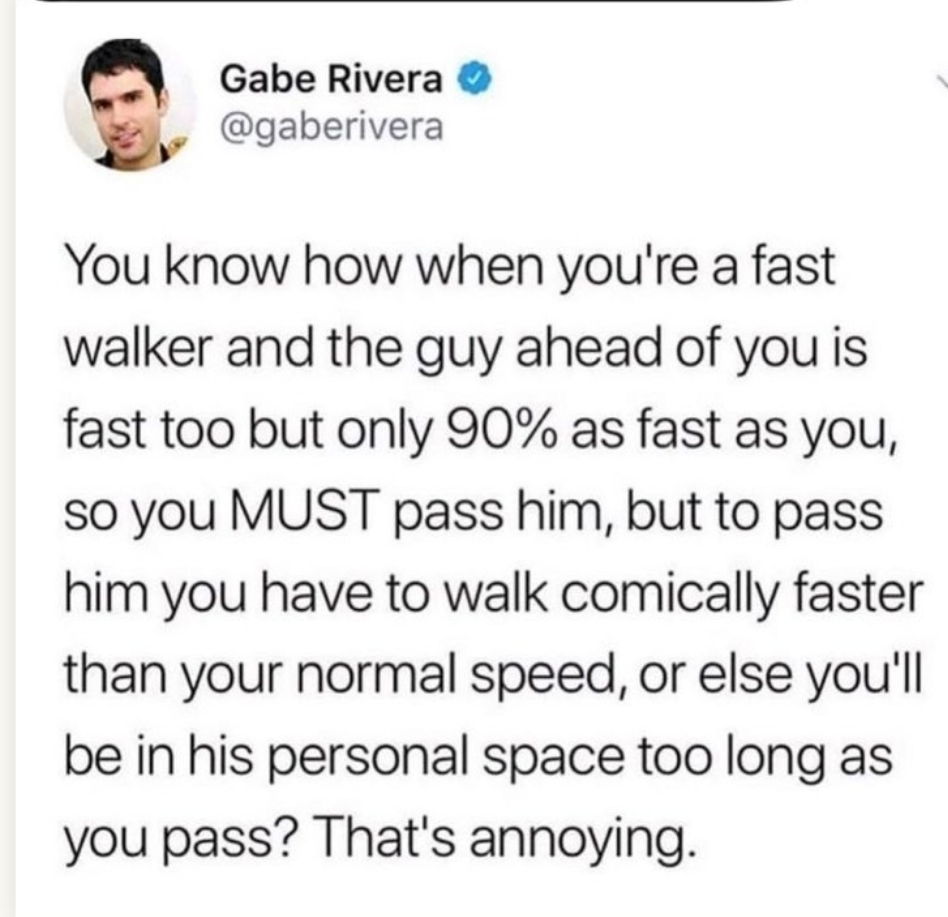 Gabe Rivera
@gaberivera
You know how when you're a fast
walker and the guy ahead of you is
fast too but only 90% as fast as you,
so you MUST pass him, but to pass
him you have to walk comically faster
than your normal speed, or else you'll
be in his personal space too long as
you pass? That's annoying.